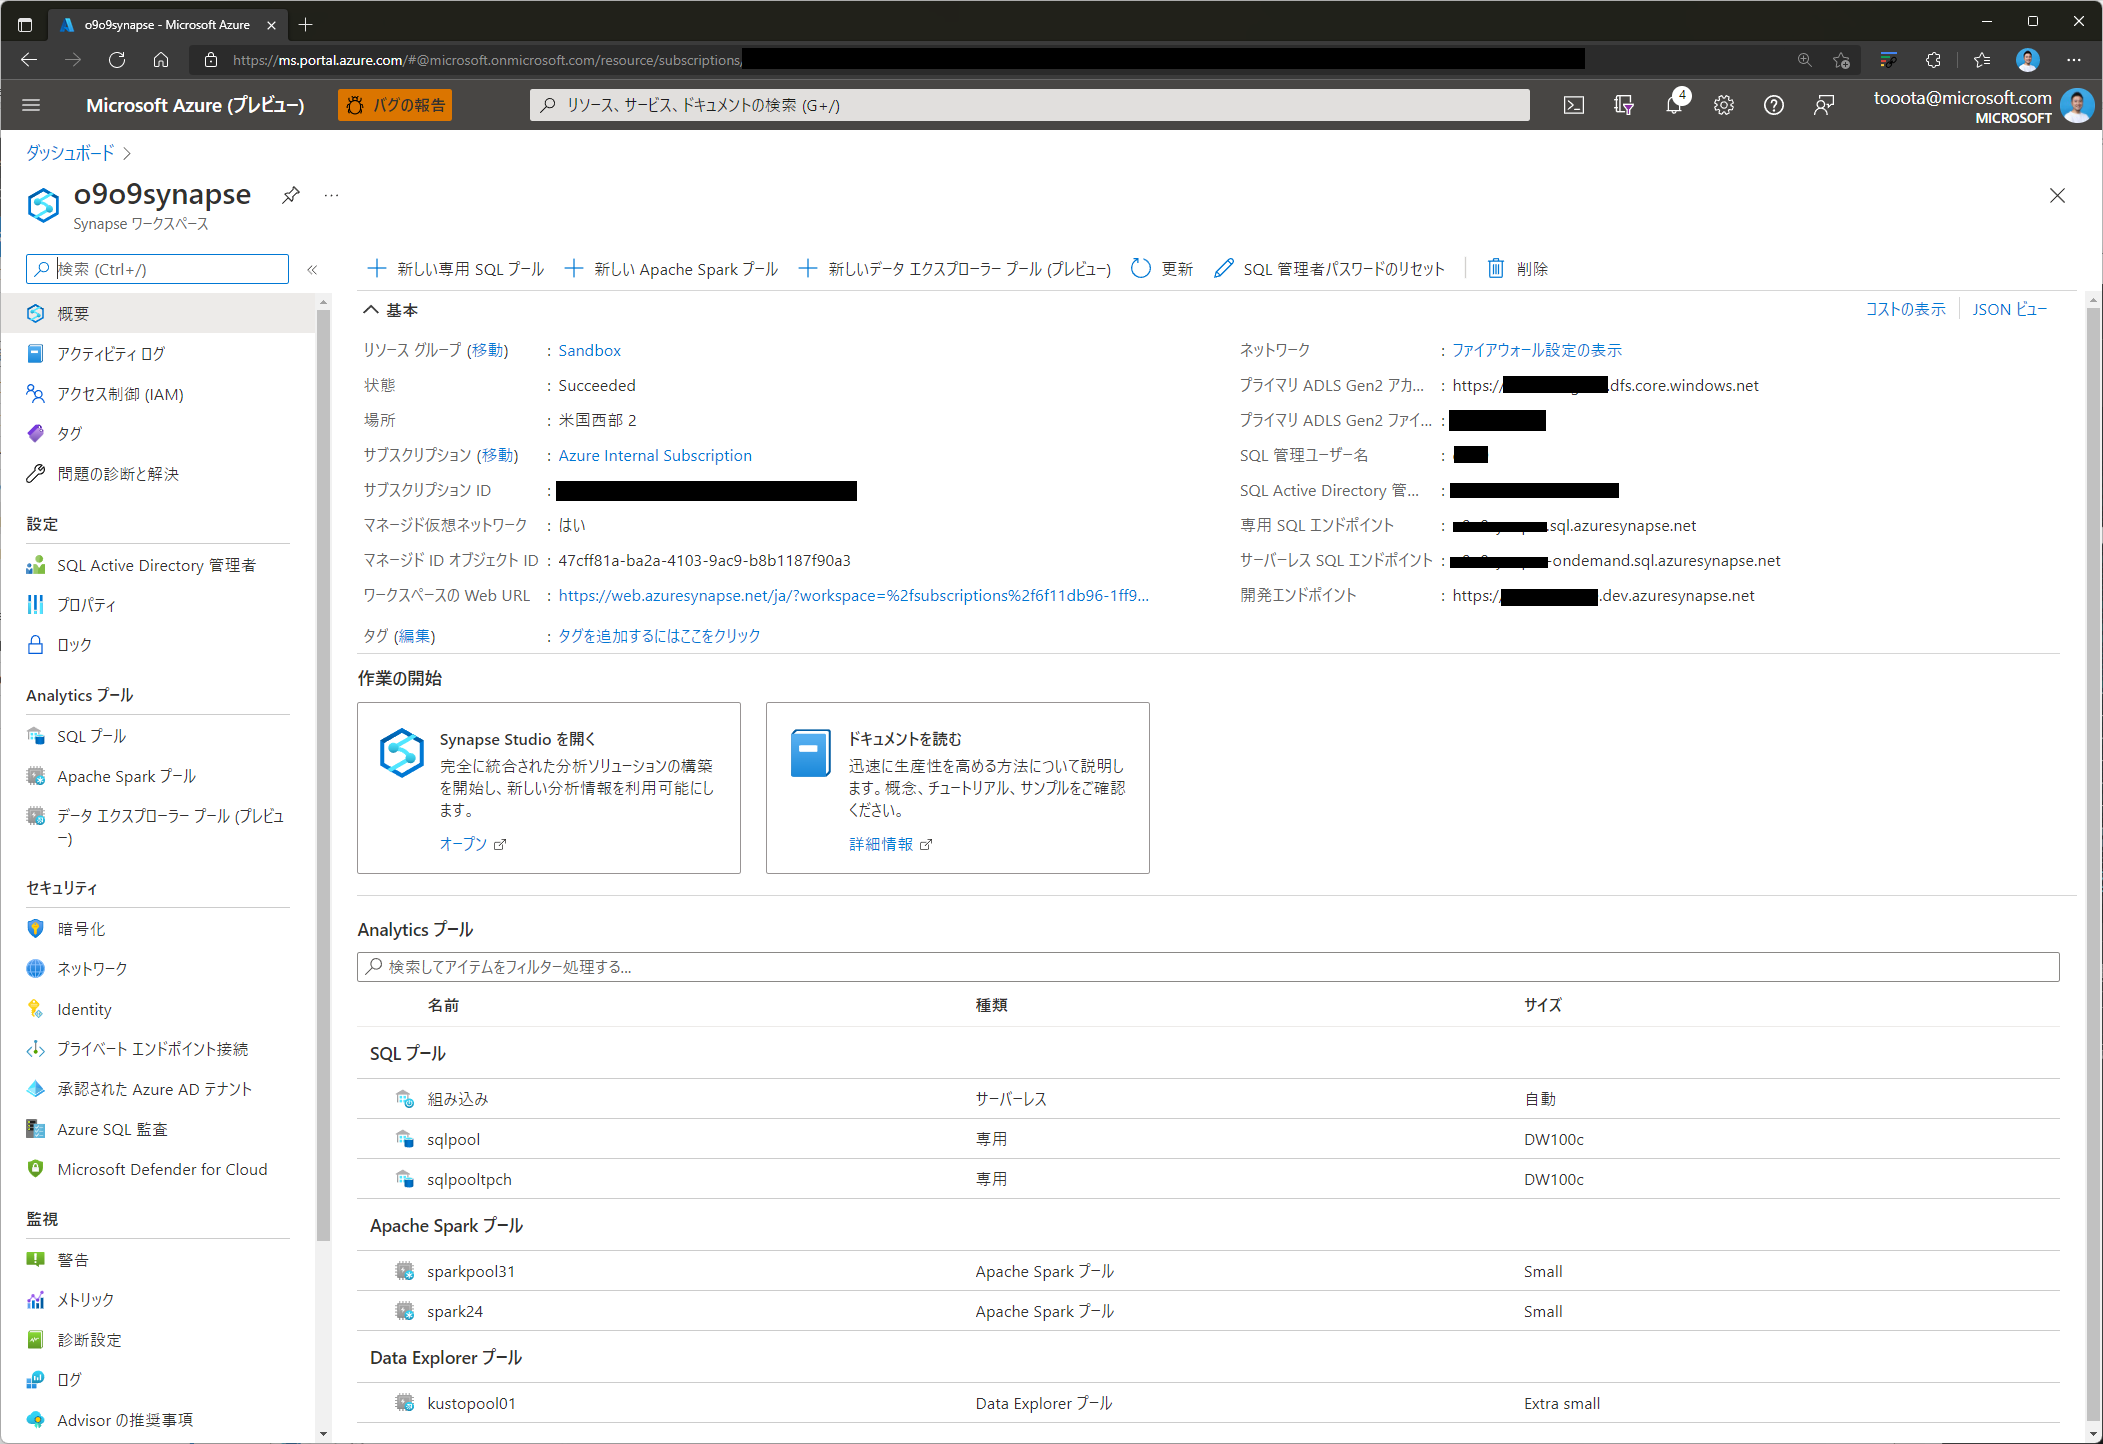 o9o9synapse - Microsoft Azure
https://ms.portal.azure.com/#@microsoft.onmicrosoft.com/resource/subscriptions/
Microsoft Azure (プレビュー)
バグの報告
リソース、サービス、ドキュメントの検索 (G+/)
4
tooota@microsoft.com
MICROSOFT
ダッシュボード
o9o9synapse
Synapse ワークスペース
検索 (Ctrl+/)
概要
アクティビティ ログ
アクセス制御 (IAM)
タグ
問題の診断と解決
設定
SQL Active Directory 管理者
プロパティ
ロック
Analytics プール
SQL プール
Apache Spark プール
データ エクスプローラー プール (プレビュ
ー)
セキュリティ
暗号化
ネットワーク
Identity
プライベート エンドポイント接続
承認された Azure AD テナント
Azure SQL 監査
Microsoft Defender for Cloud
監視
警告
メトリック
診断設定
ログ
Advisor の推奨事項
新しい専用 SQL プール
新しい Apache Spark プール
新しいデータ エクスプローラー プール (プレビュー)
更新
SQL 管理者パスワードのリセット
削除
基本
コストの表示
JSON ビュー
リソース グループ (移動) : Sandbox
状態 : Succeeded
場所 : 米国西部 2
サブスクリプション (移動) : Azure Internal Subscription
サブスクリプション ID :
マネージド仮想ネットワーク : はい
マネージド ID オブジェクト ID : 47cff81a-ba2a-4103-9ac9-b8b1187f90a3
ワークスペースの Web URL : https://web.azuresynapse.net/ja/?workspace=%2fsubscriptions%2f6f11db96-1ff9...
タグ (編集) : タグを追加するにはここをクリック
ネットワーク : ファイアウォール設定の表示
プライマリ ADLS Gen2 アカ... : https:// .dfs.core.windows.net
プライマリ ADLS Gen2 ファイ... :
SQL 管理ユーザー名 :
SQL Active Directory 管... :
専用 SQL エンドポイント : .sql.azuresynapse.net
サーバーレス SQL エンドポイント : -ondemand.sql.azuresynapse.net
開発エンドポイント : https:// .dev.azuresynapse.net
作業の開始
Synapse Studio を開く
完全に統合された分析ソリューションの構築
を開始し、新しい分析情報を利用可能にし
ます。
オープン
ドキュメントを読む
迅速に生産性を高める方法について説明し
ます。概念、チュートリアル、サンプルをご確認
ください。
詳細情報
Analytics プール
検索してアイテムをフィルター処理する...
名前 種類 サイズ
SQL プール
組み込み サーバーレス 自動
sqlpool 専用 DW100c
sqlpooltpch 専用 DW100c
Apache Spark プール
sparkpool31 Apache Spark プール Small
spark24 Apache Spark プール Small
Data Explorer プール
kustopool01 Data Explorer プール Extra small